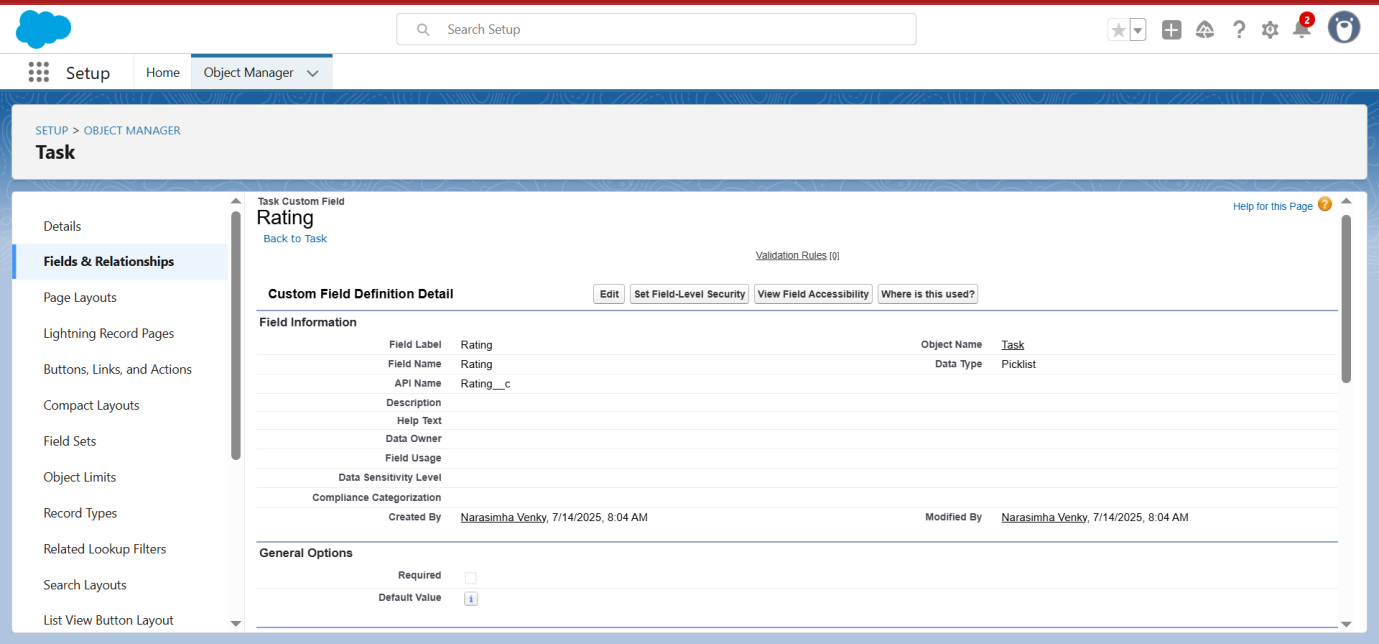 Search Setup
2
Setup
Home
Object Manager
SETUP > OBJECT MANAGER
Task
Details
Fields & Relationships
Page Layouts
Lightning Record Pages
Buttons, Links, and Actions
Compact Layouts
Field Sets
Object Limits
Record Types
Related Lookup Filters
Search Layouts
List View Button Layout
Task Custom Field
Rating
Back to Task
Help for this Page ?
Validation Rules [0]
Custom Field Definition Detail
Edit
Set Field-Level Security
View Field Accessibility
Where is this used?
Field Information
Field Label Rating Object Name Task
Field Name Rating Data Type Picklist
API Name Rating__c
Description
Help Text
Data Owner
Field Usage
Data Sensitivity Level
Compliance Categorization
Created By Narasimha Venky, 7/14/2025, 8:04 AM Modified By Narasimha Venky, 7/14/2025, 8:04 AM
General Options
Required
Default Value i